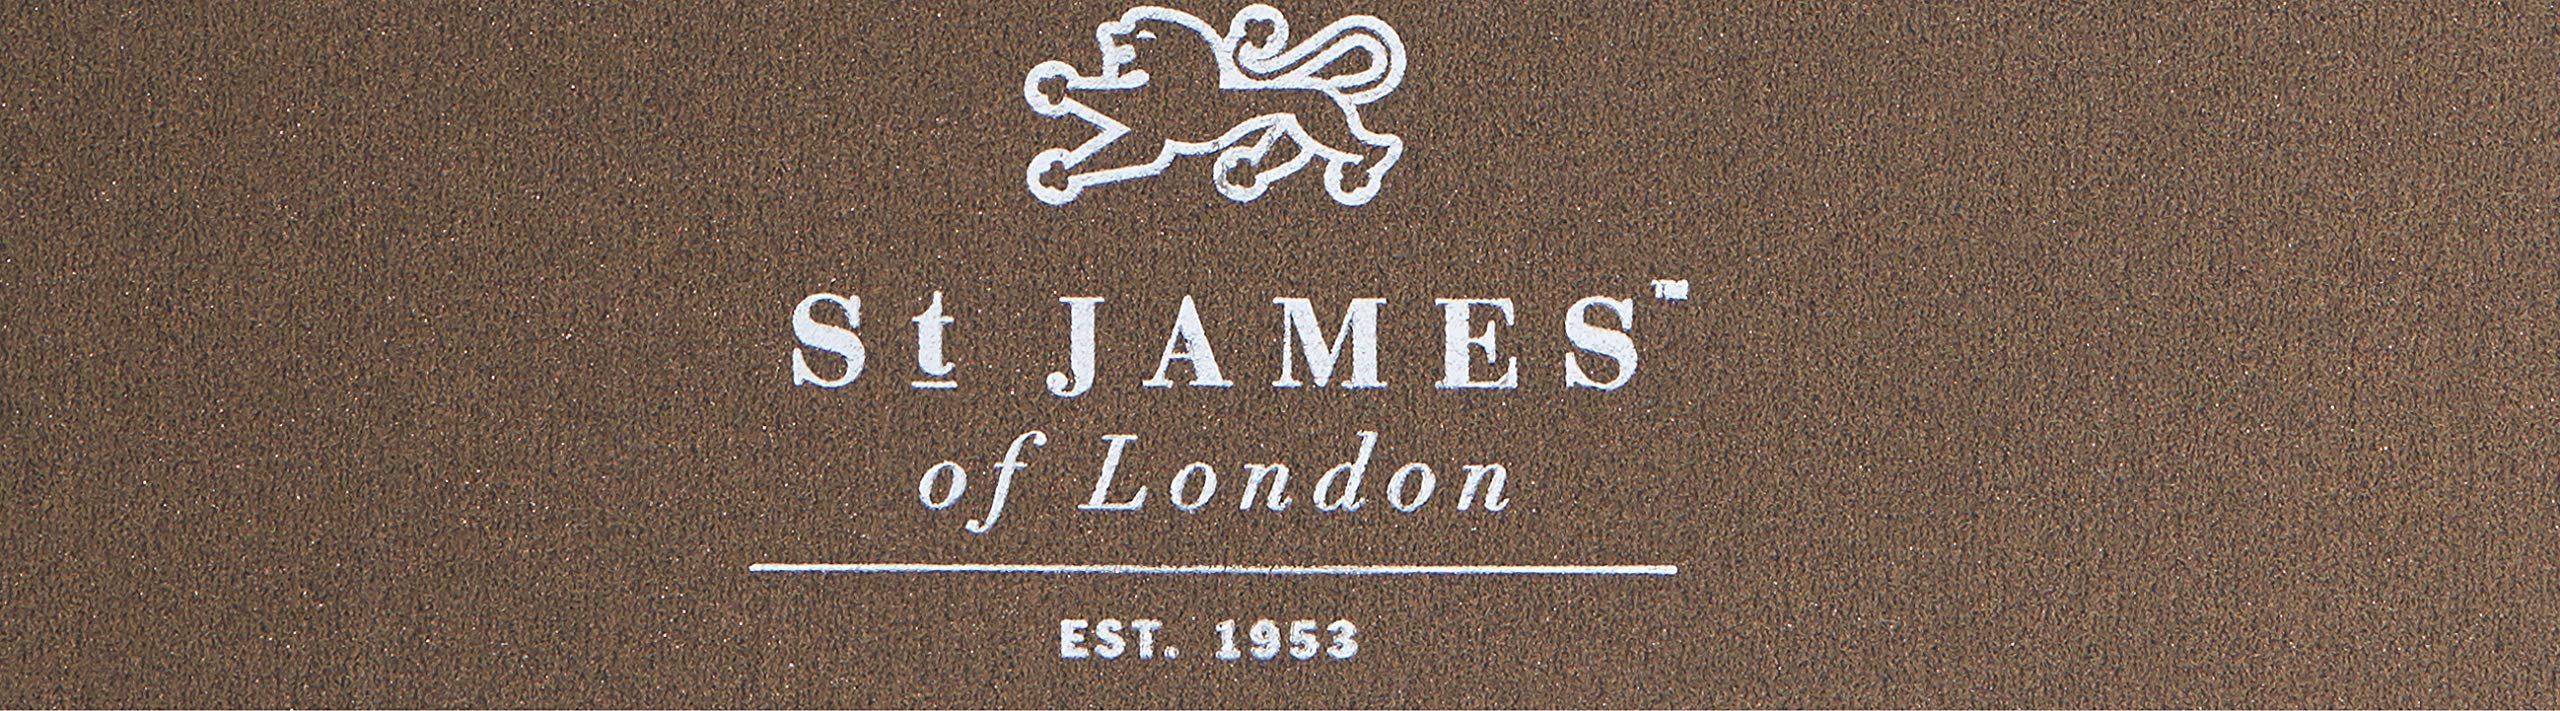 St JAMES™
of London
EST. 1953